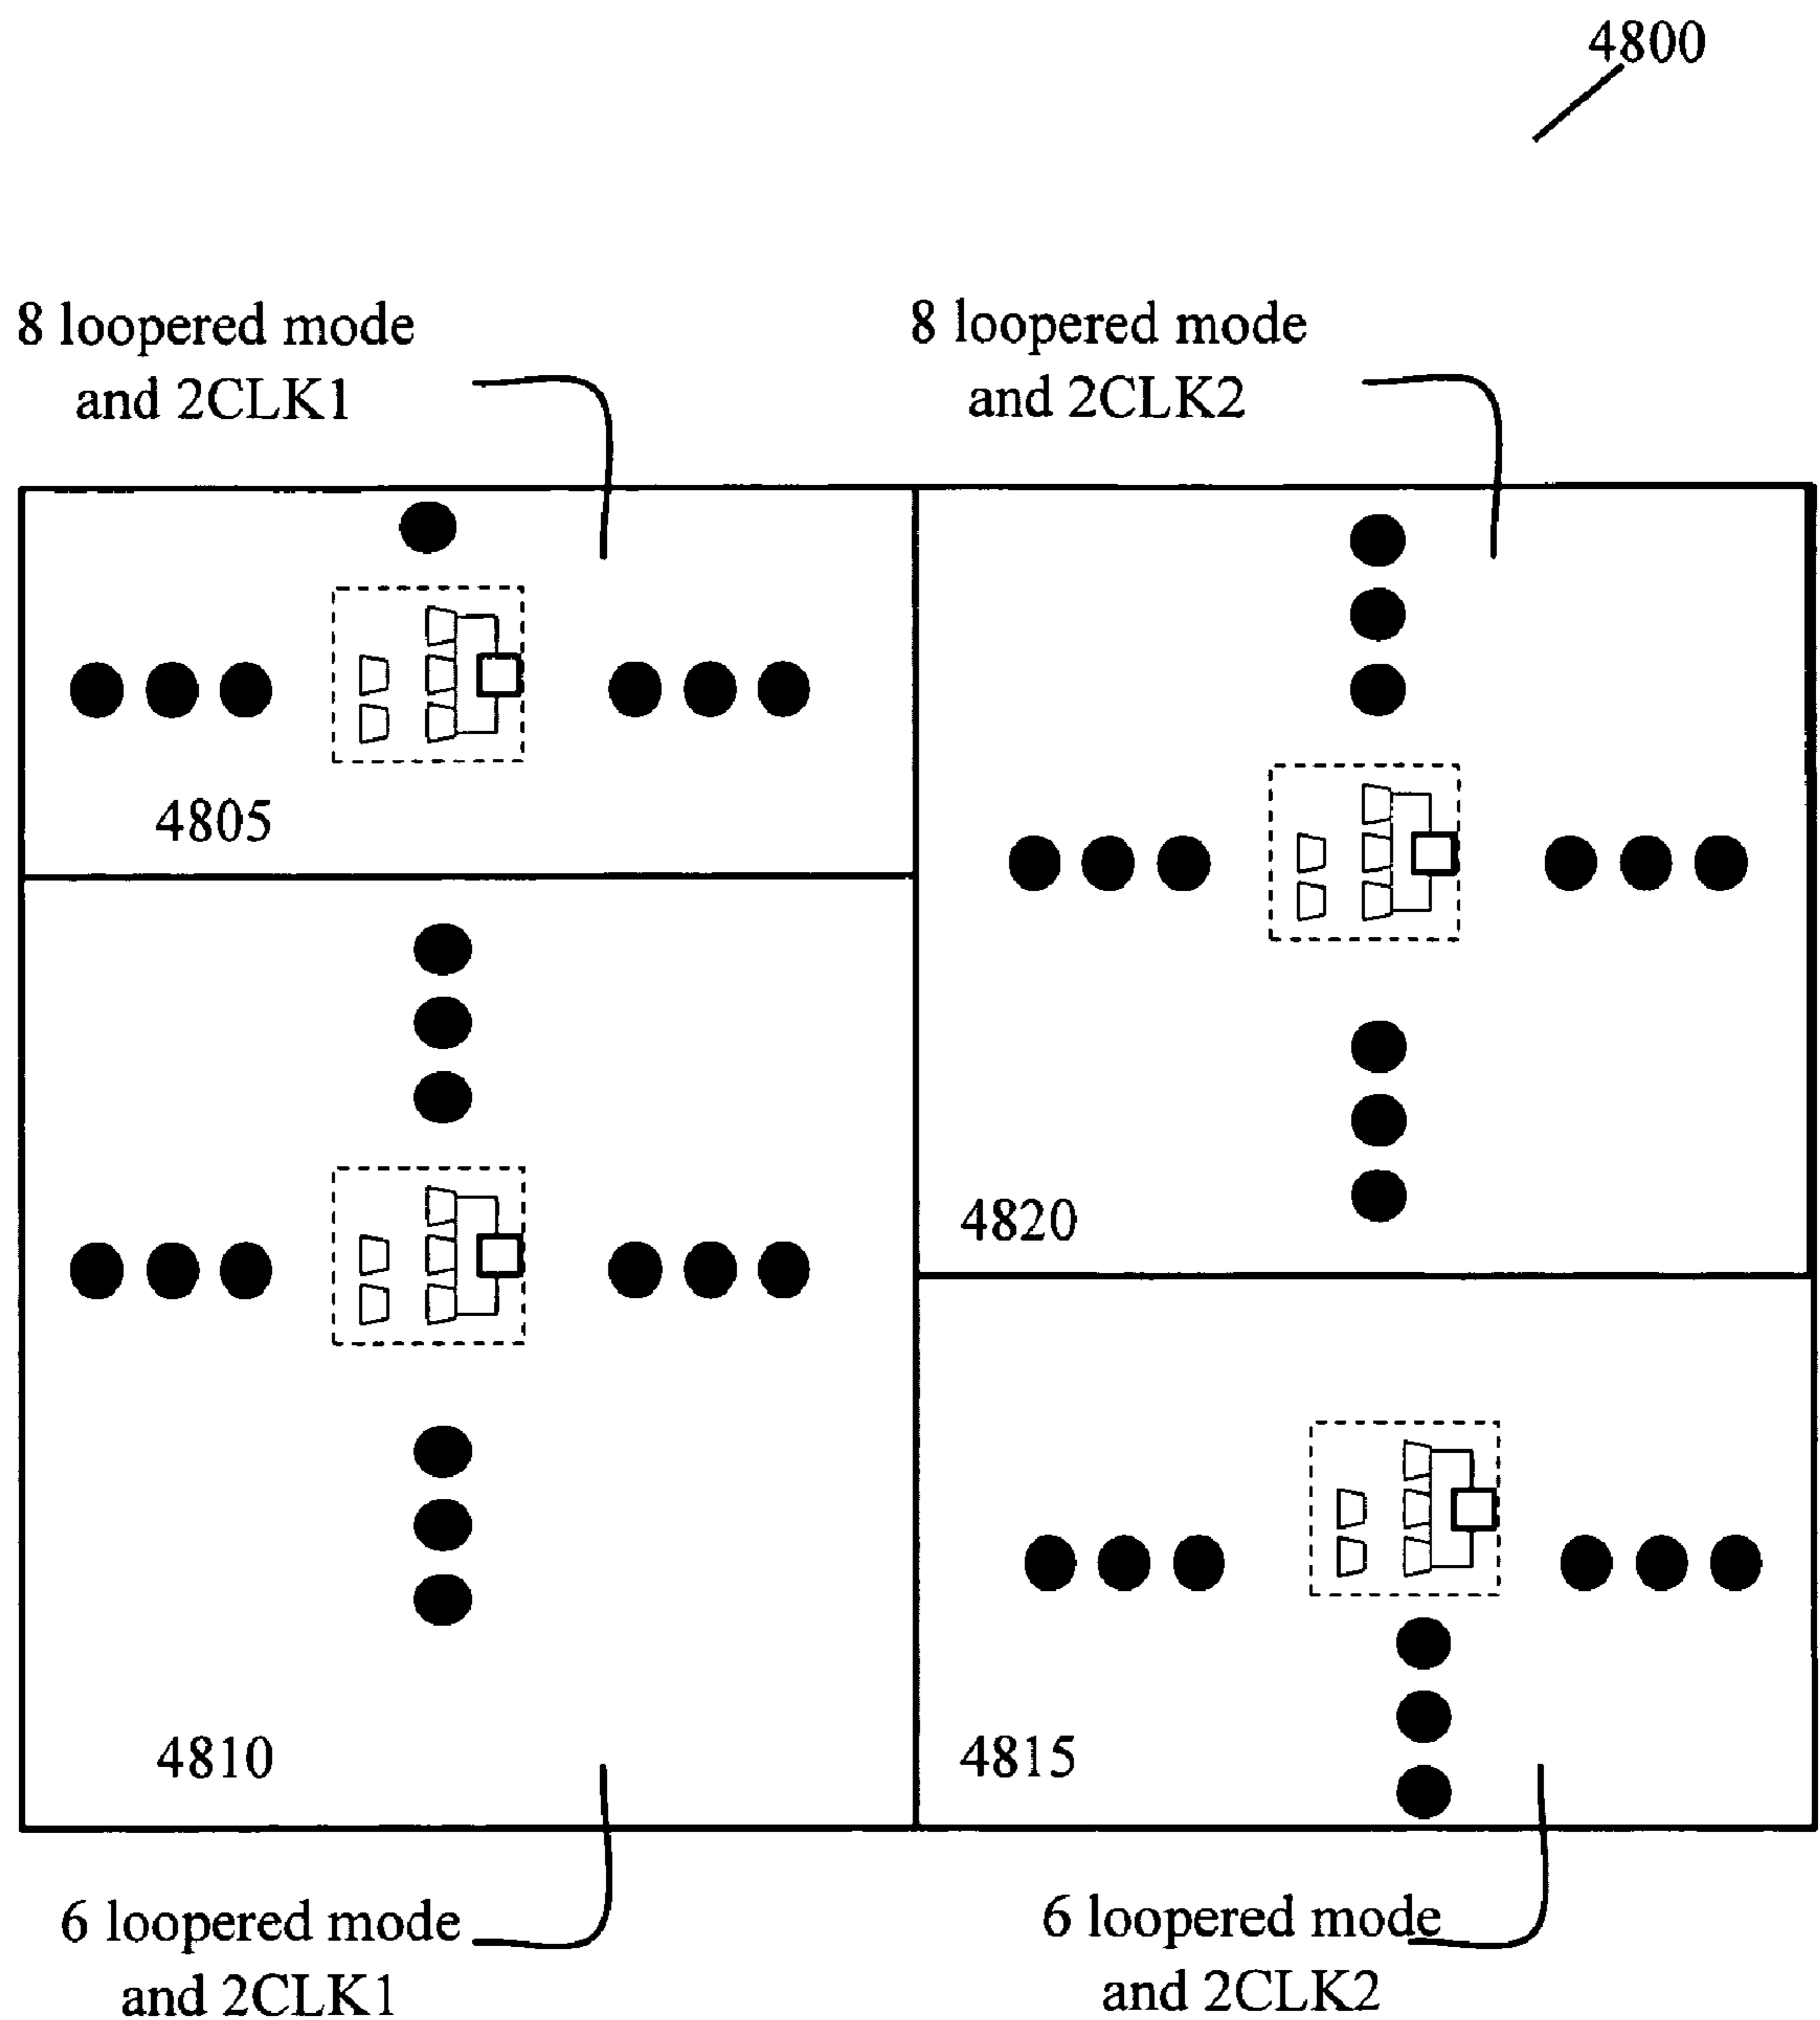 4800
8 loopered mode
and 2CLK1
8 loopered mode
and 2CLK2
4805
4820
4810
4815
6 loopered mode
and 2CLK1
6 loopered mode
and 2CLK2